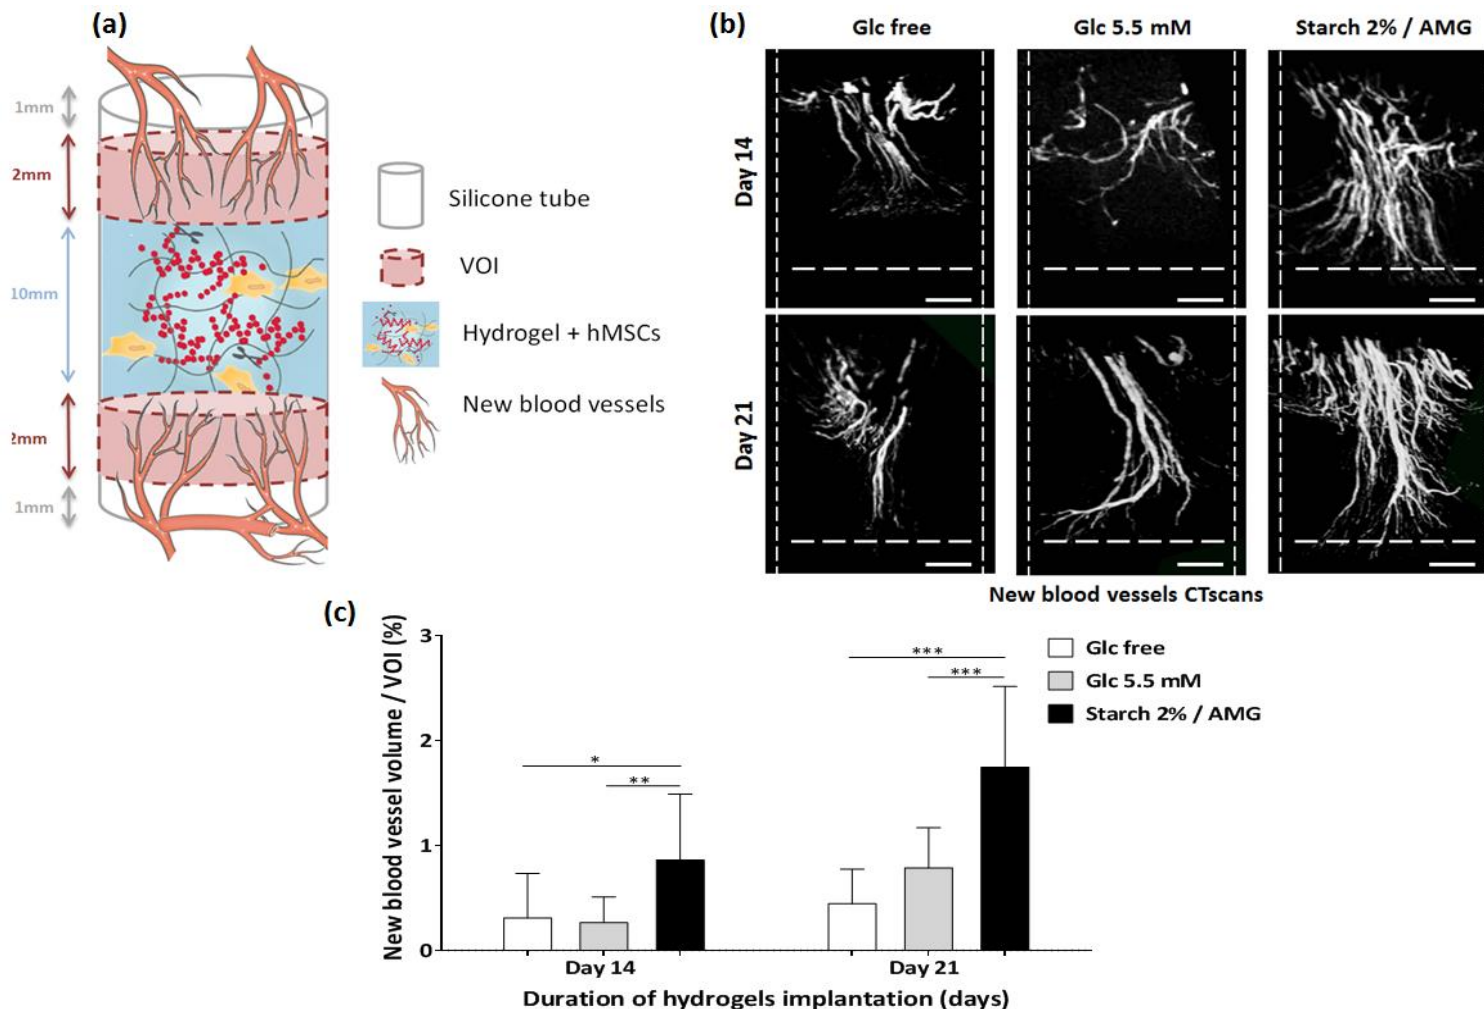 (a)
1mm
2mm
10mm
2mm
1mm
Silicone tube
VOI
Hydrogel + hMSCs
New blood vessels
(b)
Glc free
Glc 5.5 mM
Starch 2% / AMG
Day 14
Day 21
New blood vessels CTscans
(c)
New blood vessel volume / VOI (%)
3
2
1
0
*
**
***
***
Glc free
Glc 5.5 mM
Starch 2% / AMG
Day 14
Day 21
Duration of hydrogels implantation (days)